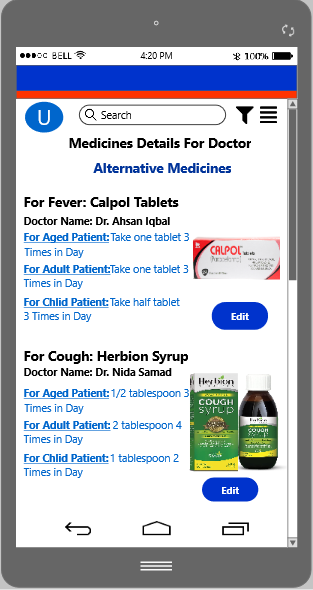 BELL 4:20 PM 100%
U Search
Medicines Details For Doctor
Alternative Medicines
For Fever: Calpol Tablets
Doctor Name: Dr. Ahsan Iqbal
For Aged Patient: Take one tablet 3
Times in Day
For Adult Patient: Take one tablet 3
Times in Day
For Chlid Patient: Take half tablet
3 Times in Day
CALPOL
Edit
For Cough: Herbion Syrup
Doctor Name: Dr. Nida Samad
For Aged Patient: 1/2 tablespoon 3
Times in Day
For Adult Patient: 2 tablespoon 4
Times in Day
For Chlid Patient: 1 tablespoon 2
Times in Day
Herbion
COUGH
syrup
COUGH
Edit